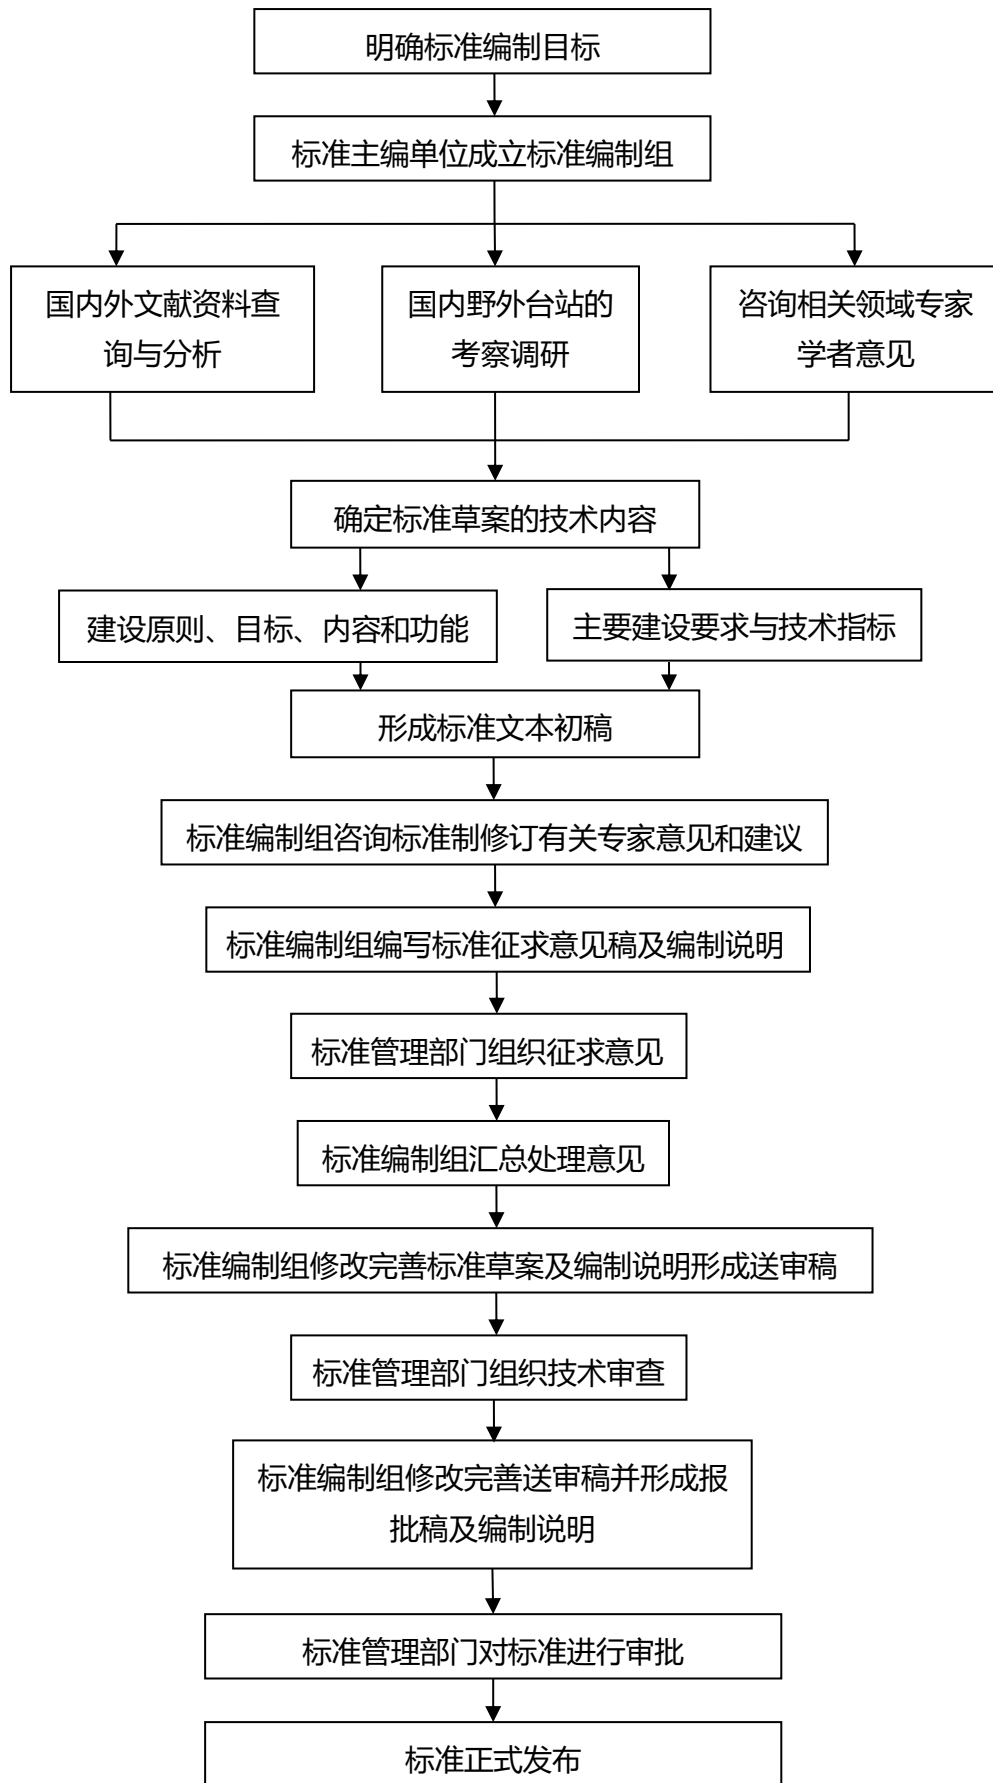 明确标准编制目标
标准主编单位成立标准编制组
国内外文献资料查
询与分析
国内野外台站的
考察调研
咨询相关领域专家
学者意见
确定标准草案的技术内容
建设原则、目标、内容和功能
主要建设要求与技术指标
形成标准文本初稿
标准编制组咨询标准制修订有关专家意见和建议
标准编制组编写标准征求意见稿及编制说明
标准管理部门组织征求意见
标准编制组汇总处理意见
标准编制组修改完善标准草案及编制说明形成送审稿
标准管理部门组织技术审查
标准编制组修改完善送审稿并形成报
批稿及编制说明
标准管理部门对标准进行审批
标准正式发布